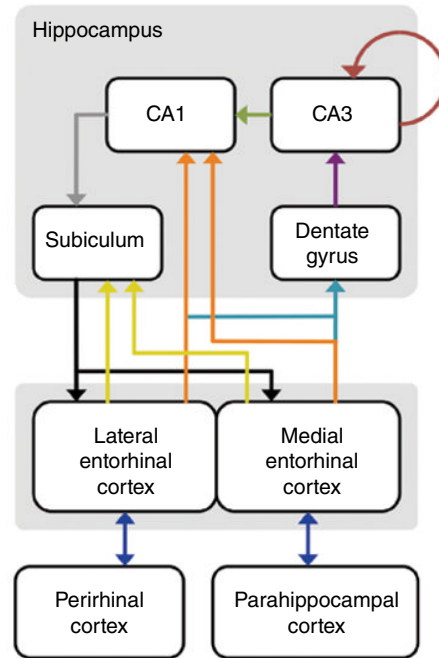 Hippocampus
CA1
CA3
Subiculum
Dentate
gyrus
Lateral
entorhinal
cortex
Medial
entorhinal
cortex
Perirhinal
cortex
Parahippocampal
cortex